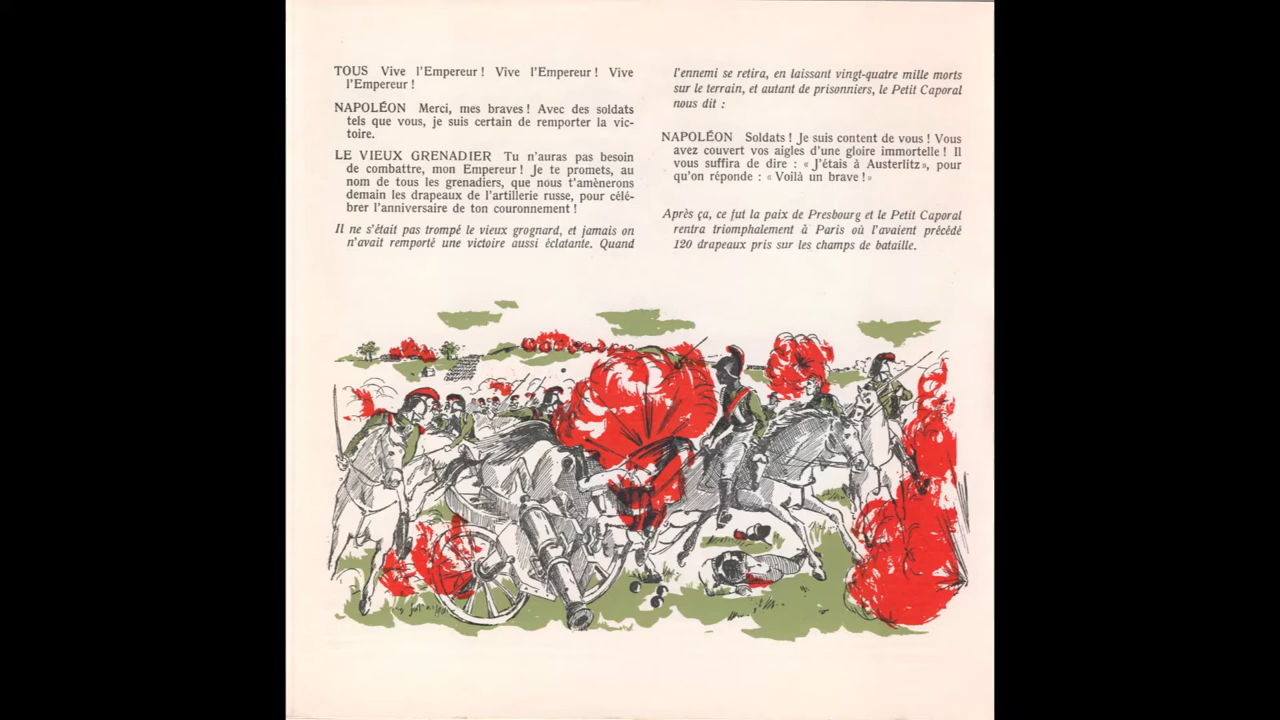 TOUS Vive l'Empereur ! Vive l'Empereur ! Vive
l'Empereur !
NAPOLÉON Merci, mes braves ! Avec des soldats
tels que vous, je suis certain de remporter la vic-
toire.
LE VIEUX GRENADIER Tu n'auras pas besoin
de combattre, mon Empereur ! Je te promets, au
nom de tous les grenadiers, que nous t'amènerons
demain les drapeaux de l'artillerie russe, pour célé-
brer l'anniversaire de ton couronnement !
Il ne s'était pas trompé le vieux grognard, et jamais on
n'avait remporté une victoire aussi éclatante. Quand
l'ennemi se retira, en laissant vingt-quatre mille morts
sur le terrain, et autant de prisonniers, le Petit Caporal
nous dit :
NAPOLÉON Soldats ! Je suis content de vous ! Vous
avez couvert vos aigles d'une gloire immortelle ! Il
vous suffira de dire : « J'étais à Austerlitz », pour
qu'on réponde : « Voilà un brave ! »
Après ça, ce fut la paix de Presbourg et le Petit Caporal
rentra triomphalement à Paris où l'avaient précédé
120 drapeaux pris sur les champs de bataille.